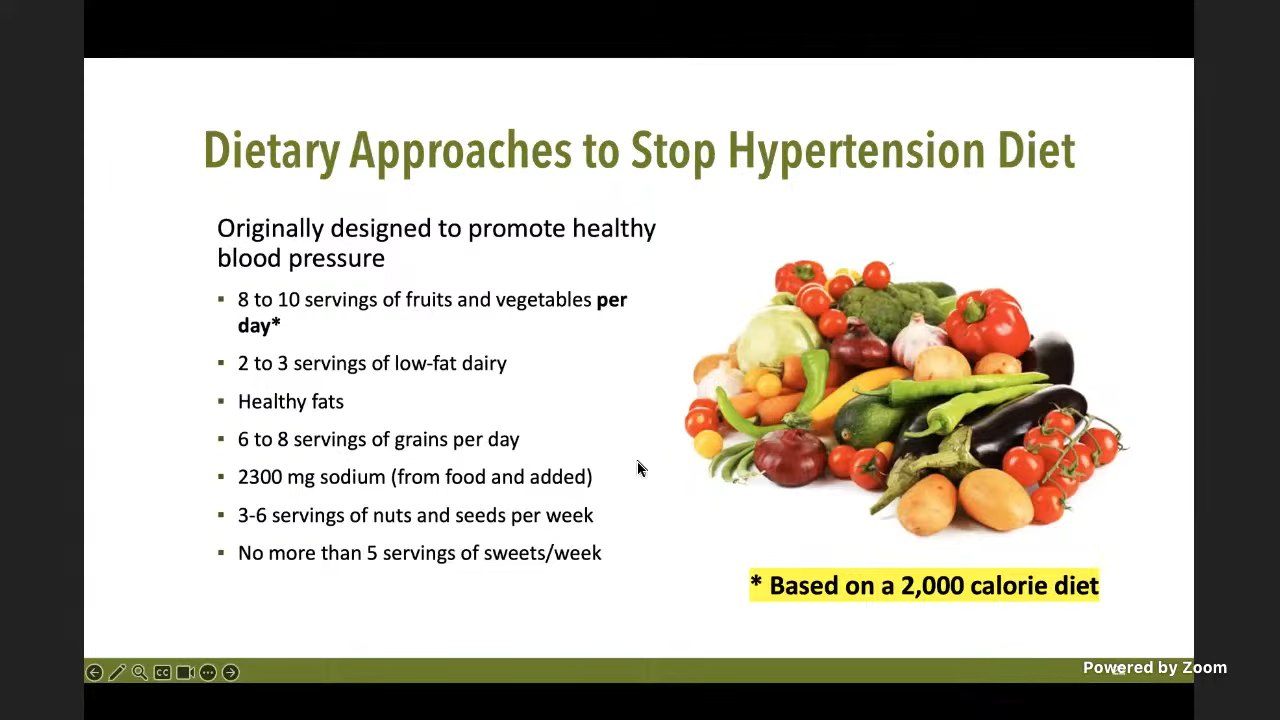 Dietary Approaches to Stop Hypertension Diet
Originally designed to promote healthy
blood pressure
▪ 8 to 10 servings of fruits and vegetables per
day*
▪ 2 to 3 servings of low-fat dairy
▪ Healthy fats
▪ 6 to 8 servings of grains per day
▪ 2300 mg sodium (from food and added)
▪ 3-6 servings of nuts and seeds per week
▪ No more than 5 servings of sweets/week
* Based on a 2,000 calorie diet
CC
Powered by Zoom